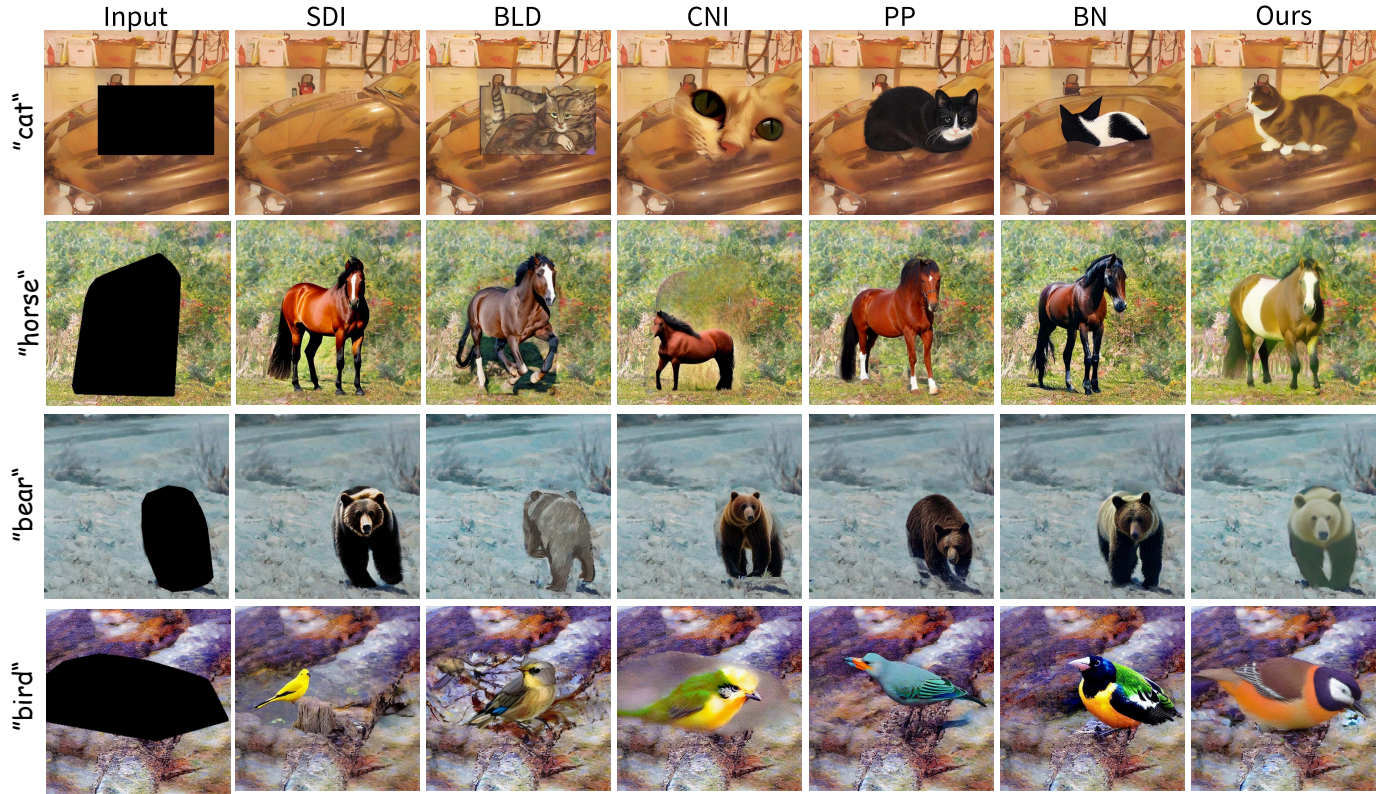 Input SDI BLD CNI PP BN Ours
"cat"
"horse"
"bear"
"bird"